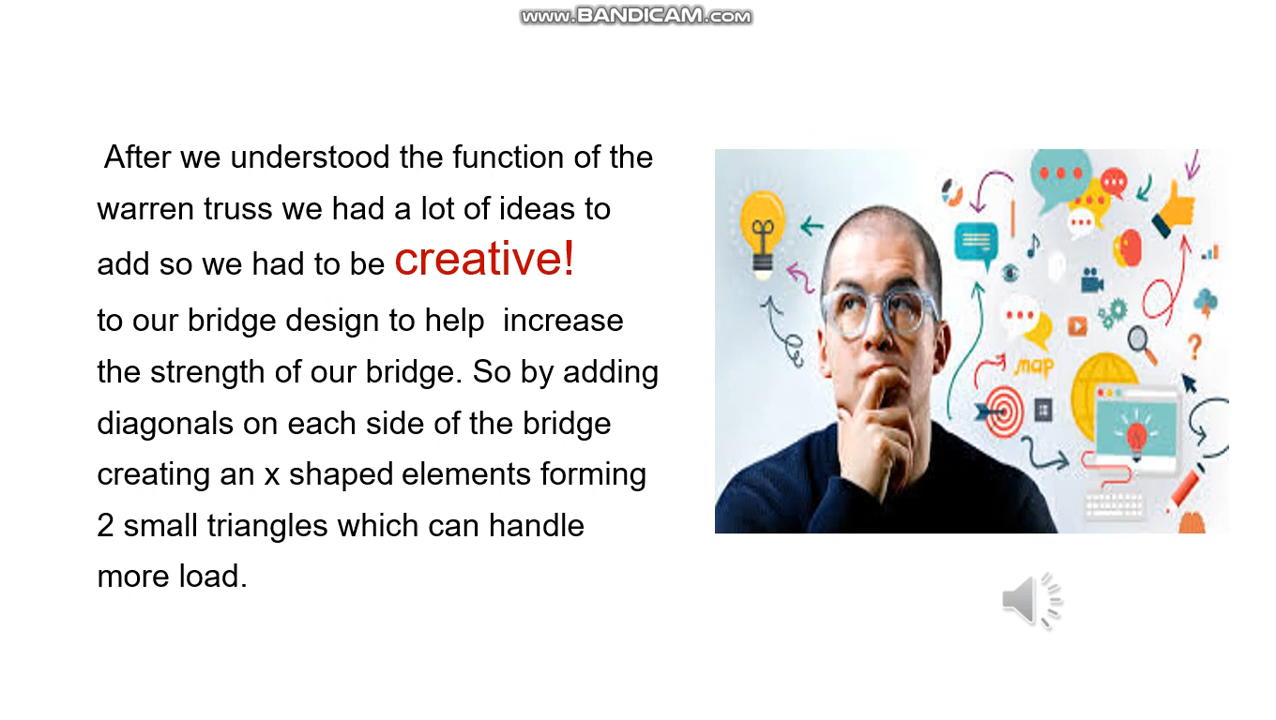 www.BANDICAM.com
After we understood the function of the
warren truss we had a lot of ideas to
add so we had to be creative!
to our bridge design to help increase
the strength of our bridge. So by adding
diagonals on each side of the bridge
creating an x shaped elements forming
2 small triangles which can handle
more load.
map